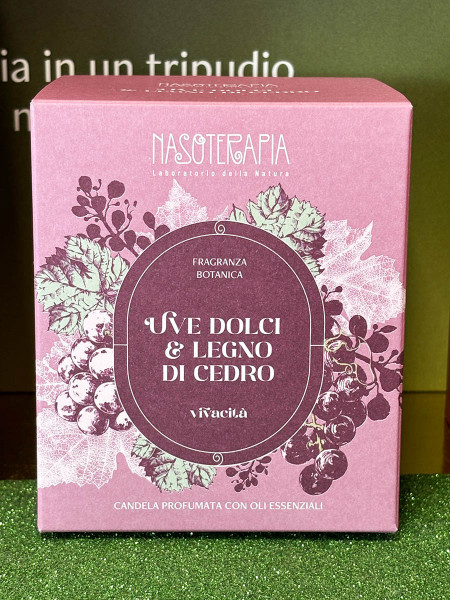 ia in un tripudio
n
NASOTERAPIA
NASOTERAPIA
Laboratorio della Natura
FRAGRANZA
BOTANICA
UVE DOLCI
& LEGNO
DI CEDRO
vivacità
CANDELA PROFUMATA CON OLI ESSENZIALI